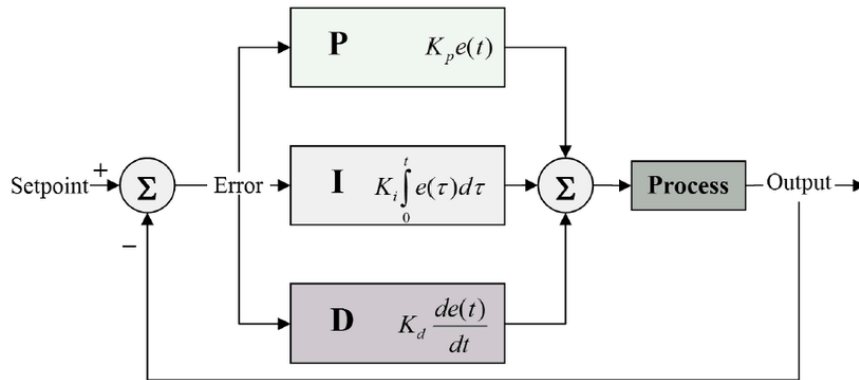 P K_p e(t)
Setpoint + Σ Error I K_i ∫_0^t e(τ)dτ Σ Process Output
−
D K_d de(t)/dt